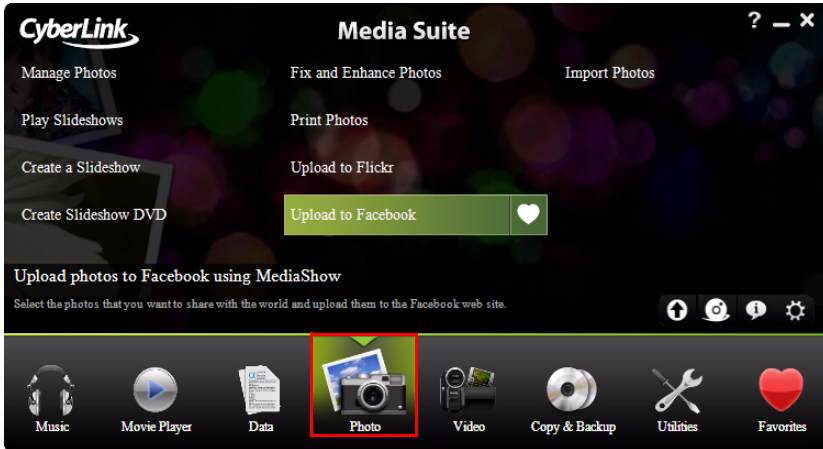 CyberLink
Media Suite
? – ×
Manage Photos
Fix and Enhance Photos
Import Photos
Play Slideshows
Print Photos
Create a Slideshow
Upload to Flickr
Create Slideshow DVD
Upload to Facebook
Upload photos to Facebook using MediaShow
Select the photos that you want to share with the world and upload them to the Facebook web site.
Music
Movie Player
Data
Photo
Video
Copy & Backup
Utilities
Favorites